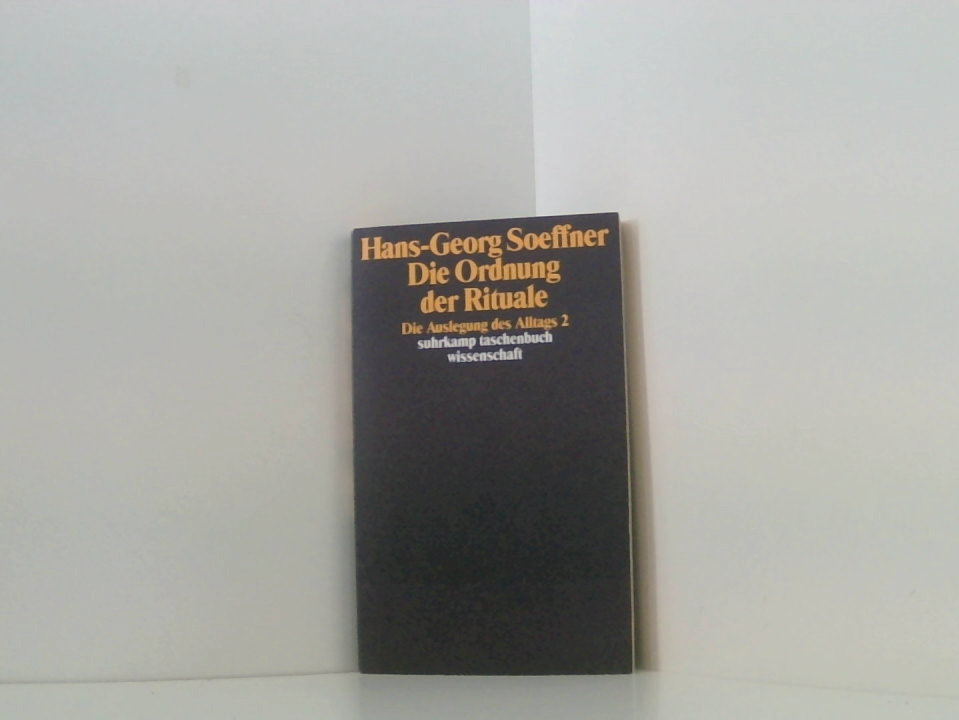 Hans-Georg Soeffner
Die Ordnung
der Rituale
Die Auslegung des Alltags 2
suhrkamp taschenbuch
wissenschaft